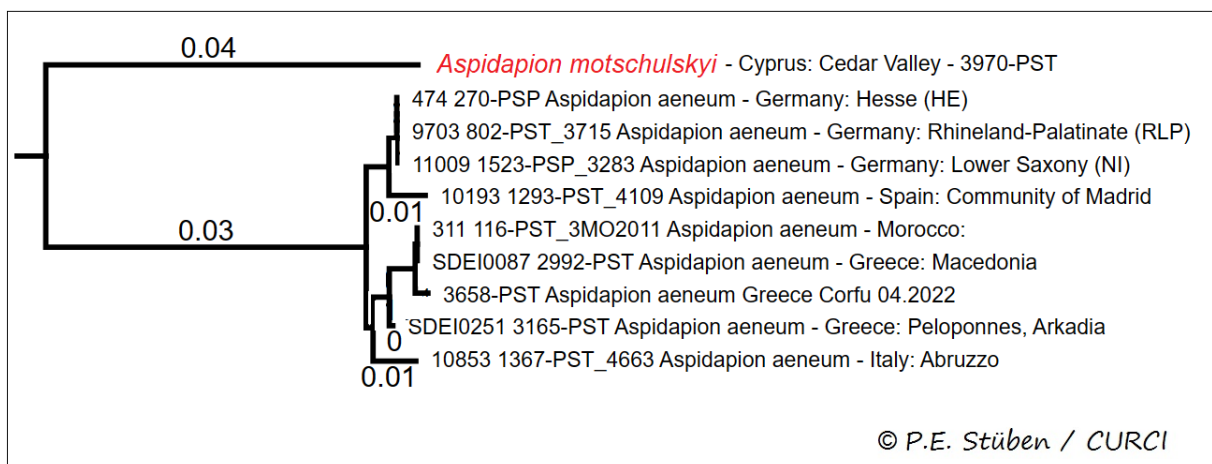 0.04
Aspidapion motschulskyi - Cyprus: Cedar Valley - 3970-PST
474 270-PSP Aspidapion aeneum - Germany: Hesse (HE)
9703 802-PST_3715 Aspidapion aeneum - Germany: Rhineland-Palatinate (RLP)
11009 1523-PSP_3283 Aspidapion aeneum - Germany: Lower Saxony (NI)
10193 1293-PST_4109 Aspidapion aeneum - Spain: Community of Madrid
0.01
0.03
311 116-PST_3MO2011 Aspidapion aeneum - Morocco:
SDEI0087 2992-PST Aspidapion aeneum - Greece: Macedonia
3658-PST Aspidapion aeneum Greece Corfu 04.2022
SDEI0251 3165-PST Aspidapion aeneum - Greece: Peloponnes, Arkadia
0
10853 1367-PST_4663 Aspidapion aeneum - Italy: Abruzzo
0.01
© P.E. Stüben / CURCI